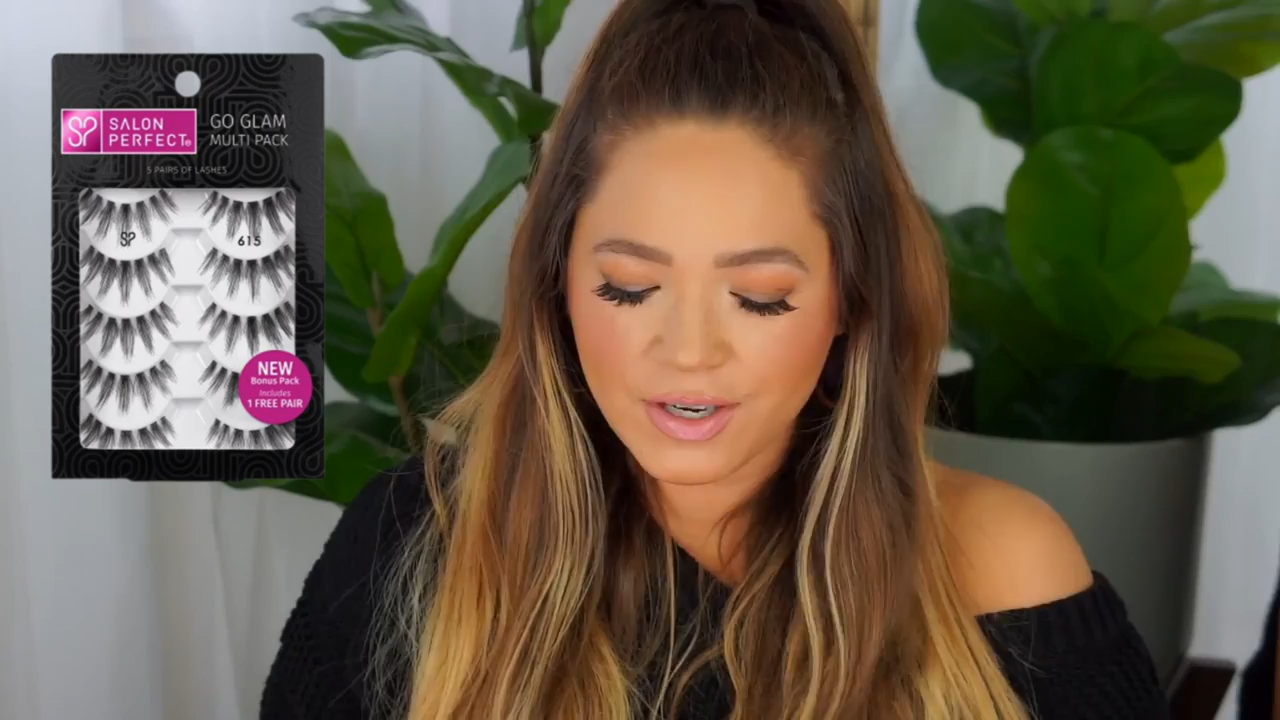 SP SALON PERFECT® GO GLAM MULTI PACK
5 PAIRS OF LASHES
SP 615
NEW
Bonus Pack
Includes
1 FREE PAIR